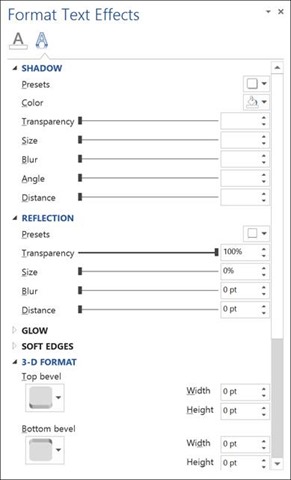 Format Text Effects
A A
SHADOW
Presets
Color
Transparency
Size
Blur
Angle
Distance
REFLECTION
Presets
Transparency 100%
Size 0%
Blur 0 pt
Distance 0 pt
GLOW
SOFT EDGES
3-D FORMAT
Top bevel
Width 0 pt
Height 0 pt
Bottom bevel
Width 0 pt
Height 0 pt